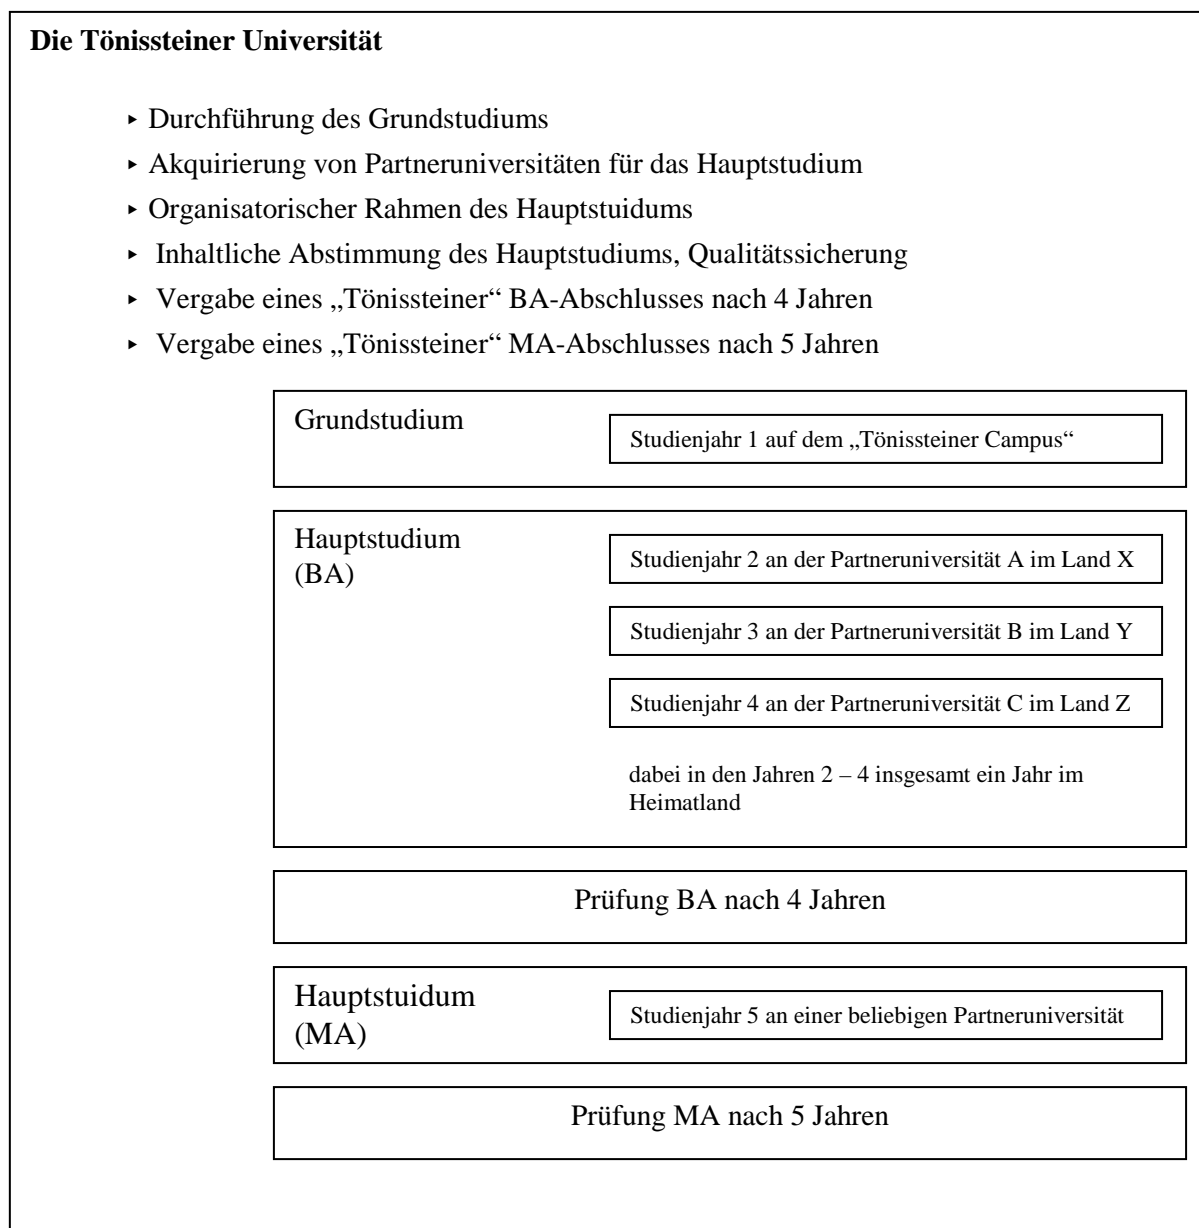 Die Tönissteiner Universität
‣ Durchführung des Grundstudiums
‣ Akquirierung von Partneruniversitäten für das Hauptstudium
‣ Organisatorischer Rahmen des Hauptstuidums
‣ Inhaltliche Abstimmung des Hauptstudiums, Qualitätssicherung
‣ Vergabe eines „Tönissteiner“ BA-Abschlusses nach 4 Jahren
‣ Vergabe eines „Tönissteiner“ MA-Abschlusses nach 5 Jahren
Grundstudium
Studienjahr 1 auf dem „Tönissteiner Campus“
Hauptstudium
(BA)
Studienjahr 2 an der Partneruniversität A im Land X
Studienjahr 3 an der Partneruniversität B im Land Y
Studienjahr 4 an der Partneruniversität C im Land Z
dabei in den Jahren 2 – 4 insgesamt ein Jahr im
Heimatland
Prüfung BA nach 4 Jahren
Hauptstuidum
(MA)
Studienjahr 5 an einer beliebigen Partneruniversität
Prüfung MA nach 5 Jahren